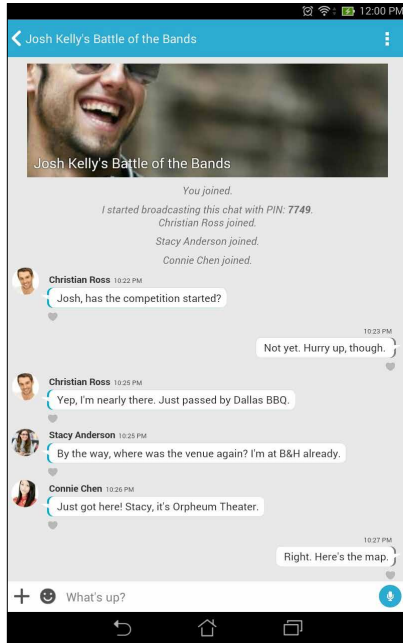 12:00 PM
Josh Kelly's Battle of the Bands
Josh Kelly's Battle of the Bands
You joined.
I started broadcasting this chat with PIN: 7749.
Christian Ross joined.
Stacy Anderson joined.
Connie Chen joined.
Christian Ross 10:22 PM
Josh, has the competition started?
10:23 PM
Not yet. Hurry up, though.
Christian Ross 10:25 PM
Yep, I'm nearly there. Just passed by Dallas BBQ.
Stacy Anderson 10:25 PM
By the way, where was the venue again? I'm at B&H already.
Connie Chen 10:26 PM
Just got here! Stacy, it's Orpheum Theater.
10:27 PM
Right. Here's the map.
What's up?